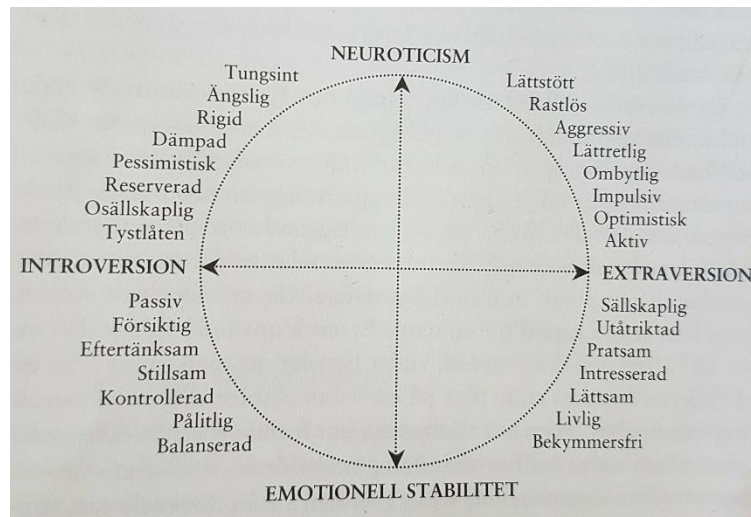 NEUROTICISM
Tungsint
Ängslig
Rigid
Dämpad
Pessimistisk
Reserverad
Osällskaplig
Tystlåten
Lättstött
Rastlös
Aggressiv
Lättretlig
Ombytlig
Impulsiv
Optimistisk
Aktiv
INTROVERSION
EXTRAVERSION
Passiv
Försiktig
Eftertänksam
Stillsam
Kontrollerad
Pålitlig
Balanserad
Sällskaplig
Utåtriktad
Pratsam
Intresserad
Lättsam
Livlig
Bekymmersfri
EMOTIONELL STABILITET